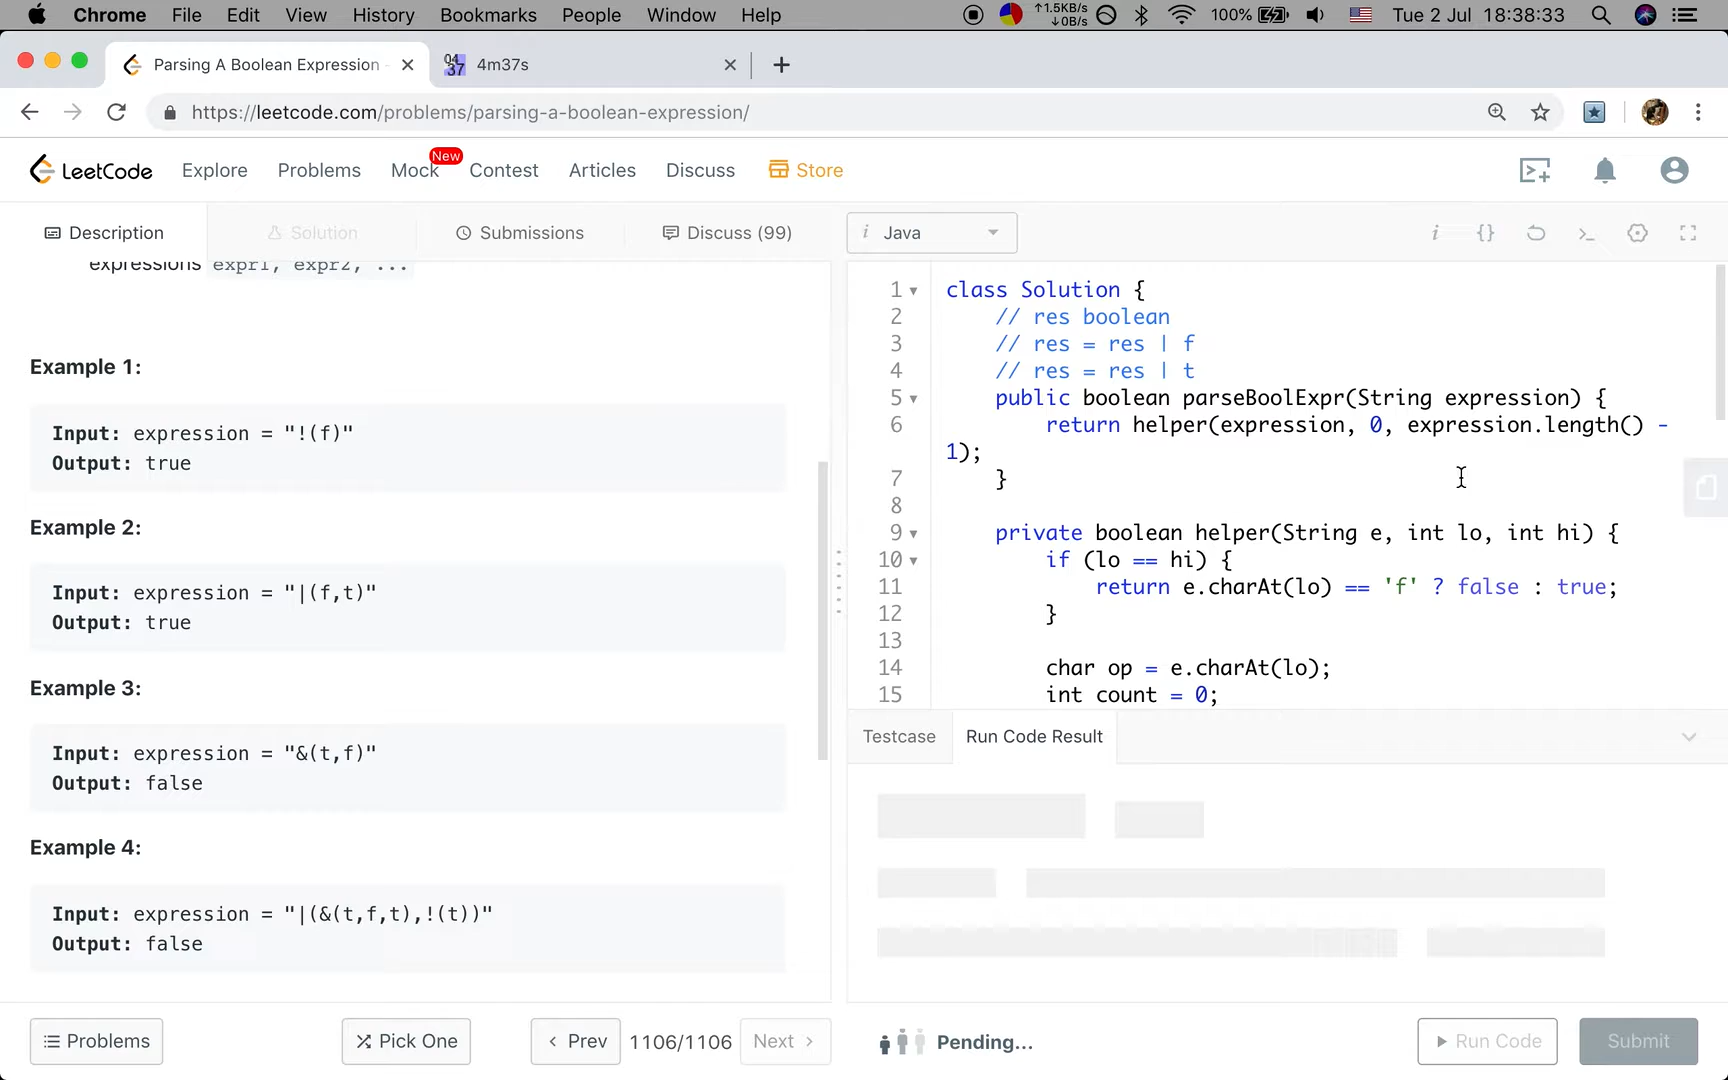 Chrome File Edit View History Bookmarks People Window Help ↑1.5KB/s ↓0B/s 100% Tue 2 Jul 18:38:33
Parsing A Boolean Expression - 04 37 4m37s
https://leetcode.com/problems/parsing-a-boolean-expression/
LeetCode Explore Problems Mock New Contest Articles Discuss Store
Description Solution Submissions Discuss (99)
expressions expr1, expr2, ...
Example 1:
Input: expression = "!(f)"
Output: true
Example 2:
Input: expression = "|(f,t)"
Output: true
Example 3:
Input: expression = "&(t,f)"
Output: false
Example 4:
Input: expression = "|(&(t,f,t),!(t))"
Output: false
Problems Pick One Prev 1106/1106 Next
i Java i {}
1 class Solution {
2 // res boolean
3 // res = res | f
4 // res = res | t
5 public boolean parseBoolExpr(String expression) {
6 return helper(expression, 0, expression.length() -
1);
7 }
8
9 private boolean helper(String e, int lo, int hi) {
10 if (lo == hi) {
11 return e.charAt(lo) == 'f' ? false : true;
12 }
13
14 char op = e.charAt(lo);
15 int count = 0;
Testcase Run Code Result
Pending... Run Code Submit